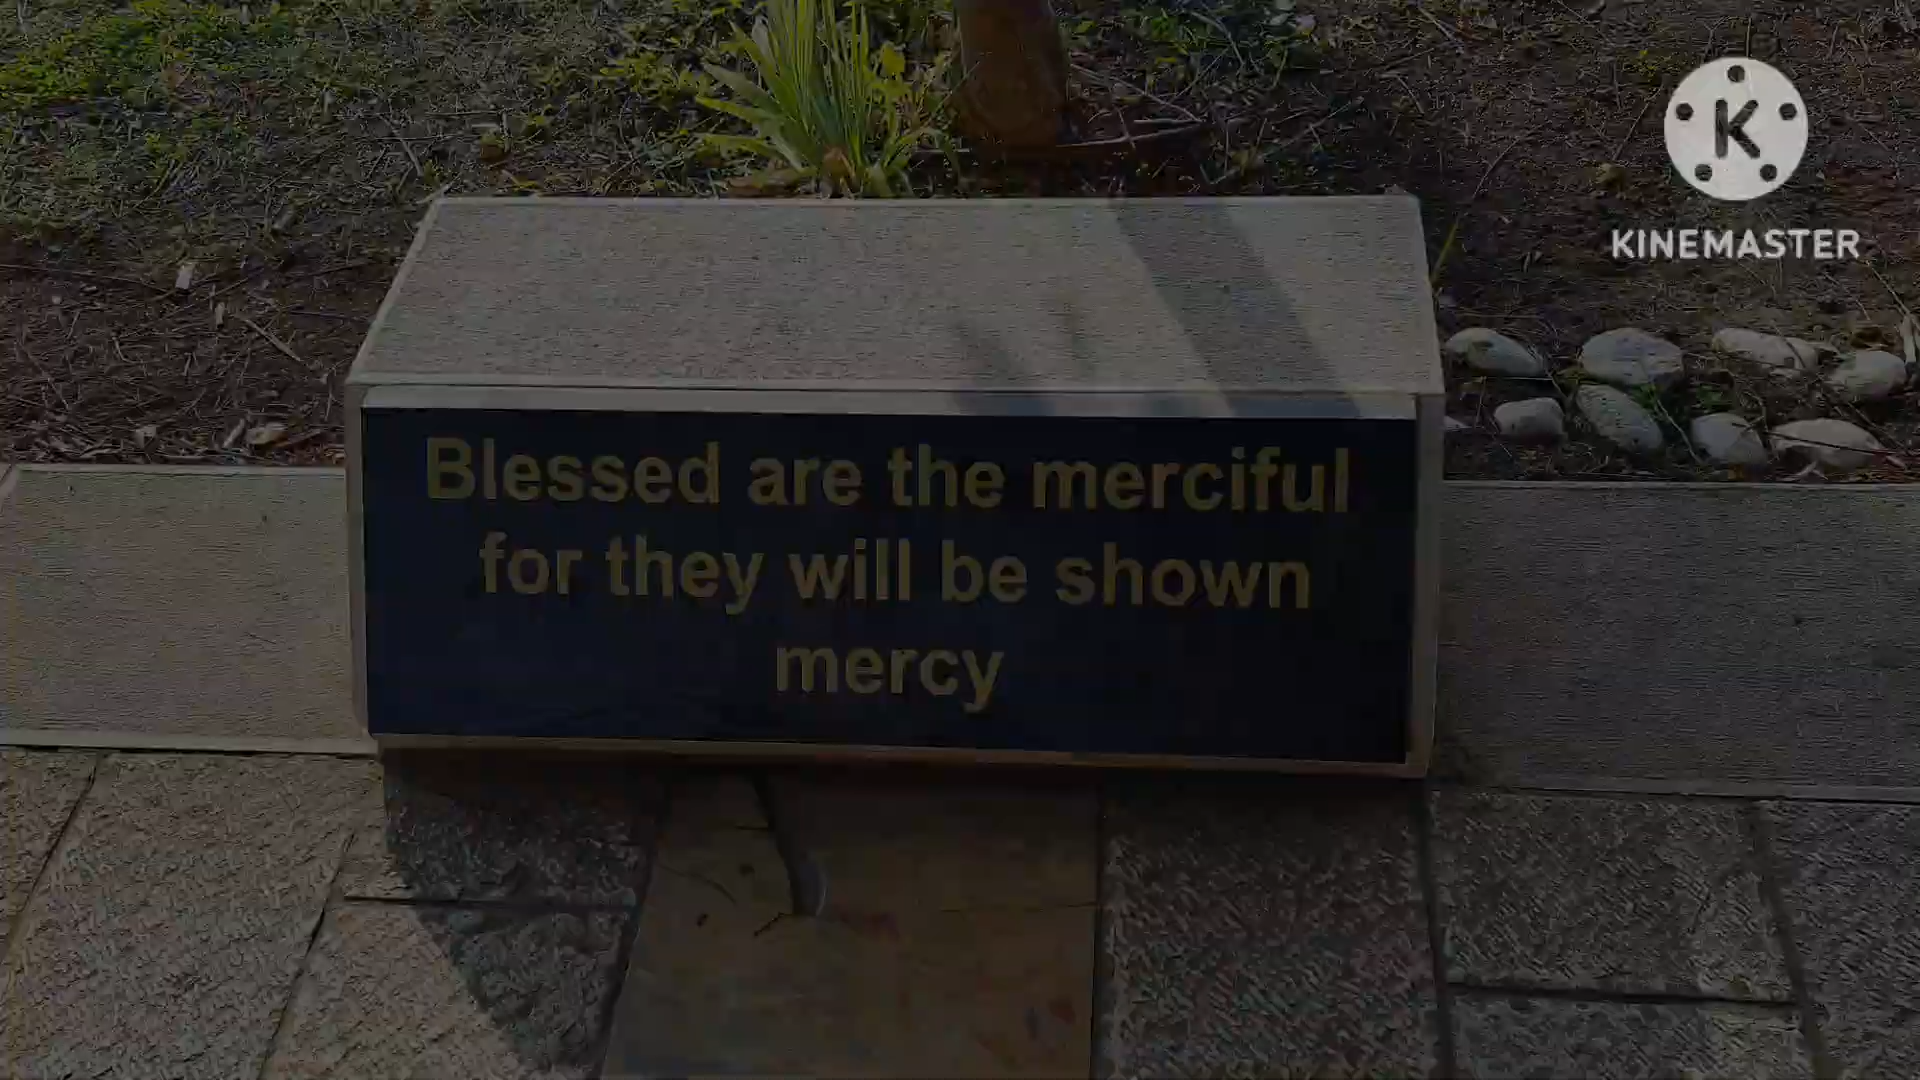 K
KINEMASTER
Blessed are the merciful
for they will be shown
mercy